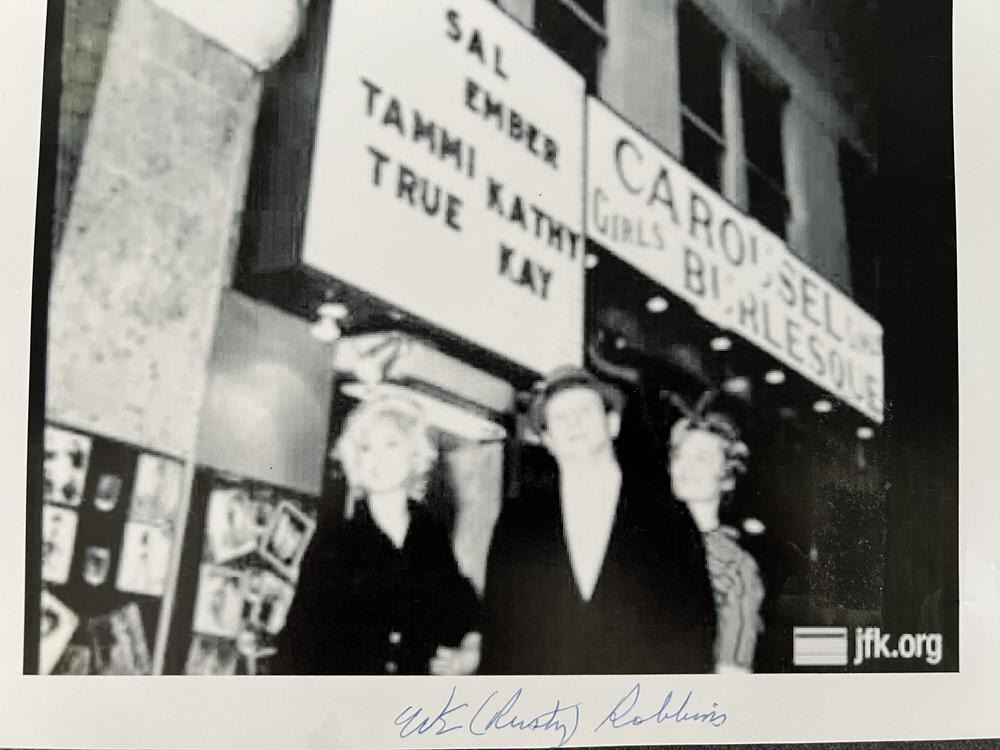 SAL
EMBER
TAMMI KATHY
TRUE KAY
CAROUSEL
GIRLS BURLESQUE
jfk.org
(Rusty) Robbins